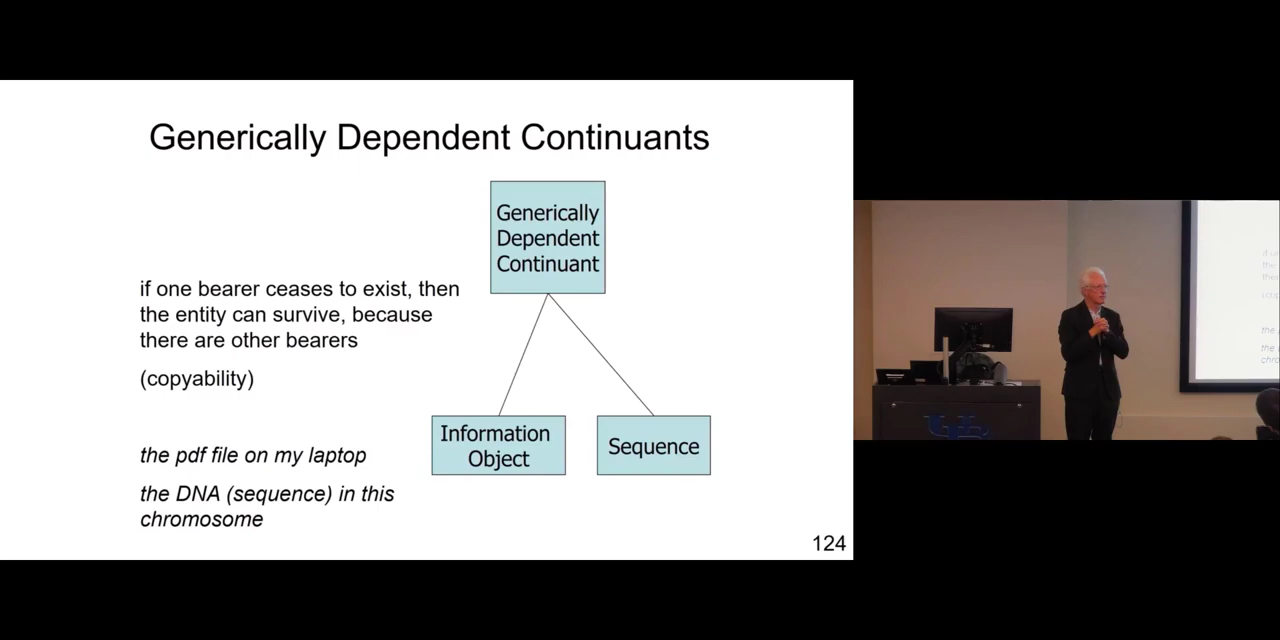 Generically Dependent Continuants
Generically
Dependent
Continuant
if one bearer ceases to exist, then
the entity can survive, because
there are other bearers
(copyability)
Information
Object
Sequence
the pdf file on my laptop
the DNA (sequence) in this
chromosome
124